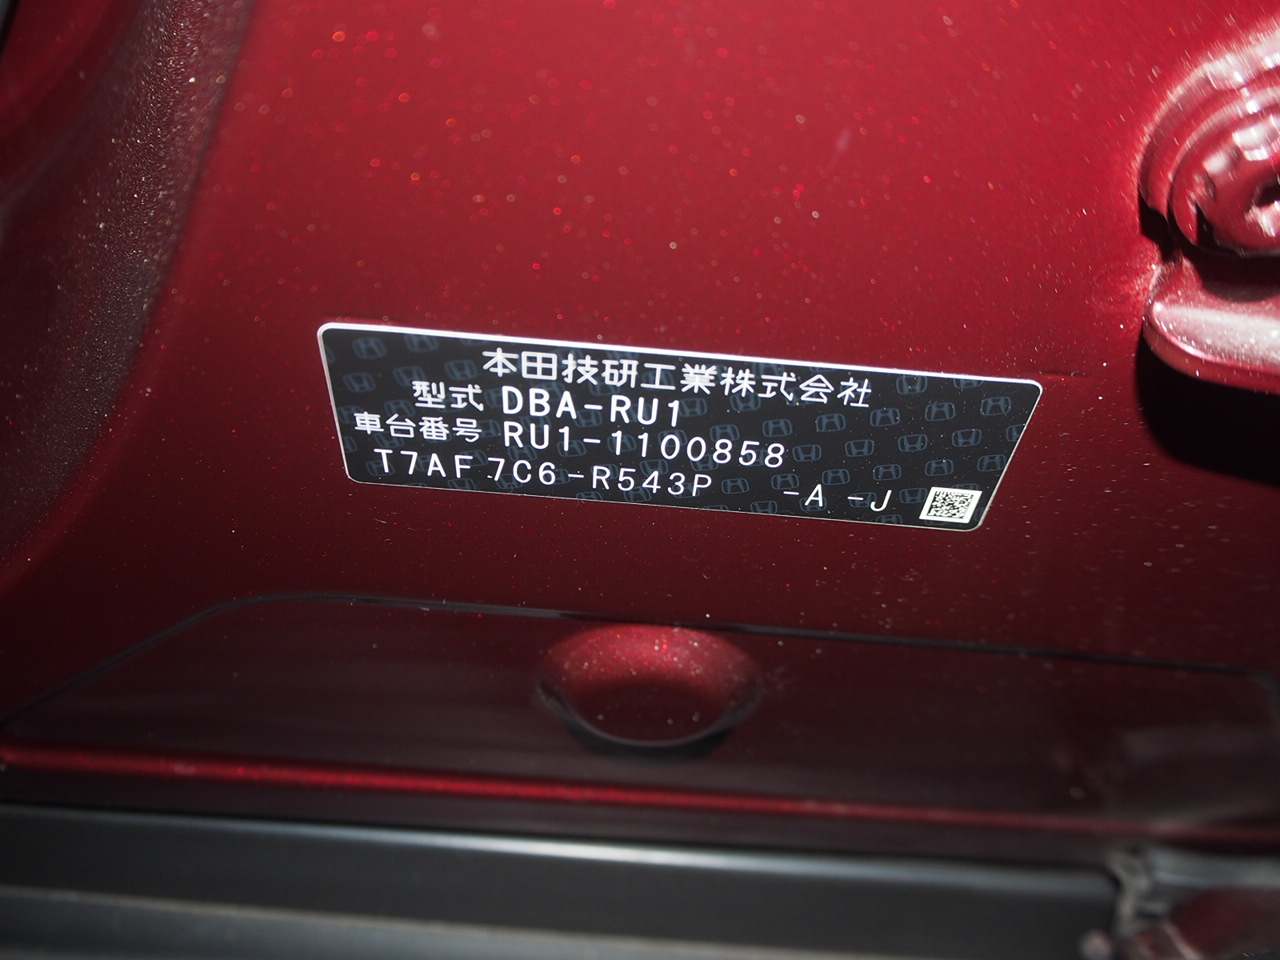 本田技研工業株式会社
型式 DBA-RU1
車台番号 RU1-1100858
T7AF7C6-R543P -A -J